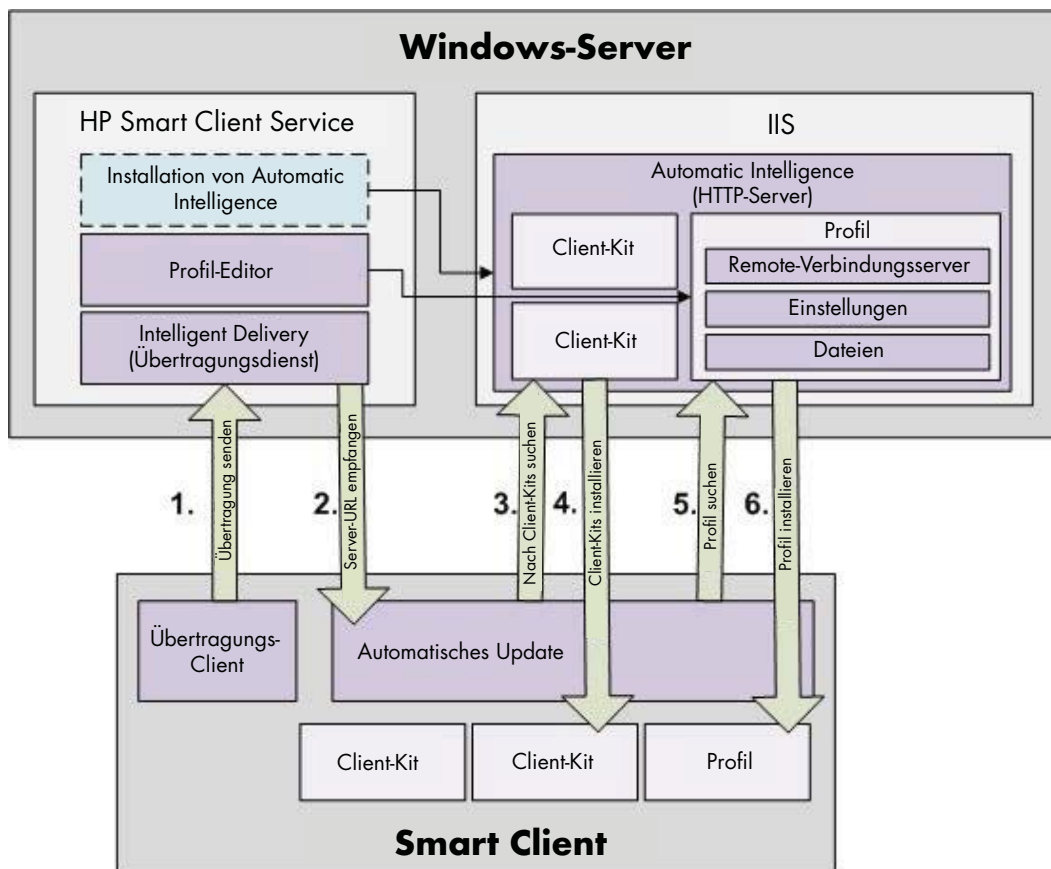 Windows-Server
HP Smart Client Service
Installation von Automatic
Intelligence
Profil-Editor
Intelligent Delivery
(Übertragungsdienst)
IIS
Automatic Intelligence
(HTTP-Server)
Client-Kit
Client-Kit
Profil
Remote-Verbindungsserver
Einstellungen
Dateien
1.
Übertragung senden
2.
Server-URL empfangen
3.
Nach Client-Kits suchen
4.
Client-Kits installieren
5.
Profil suchen
6.
Profil installieren
Übertragungs-
Client
Automatisches Update
Client-Kit
Client-Kit
Profil
Smart Client